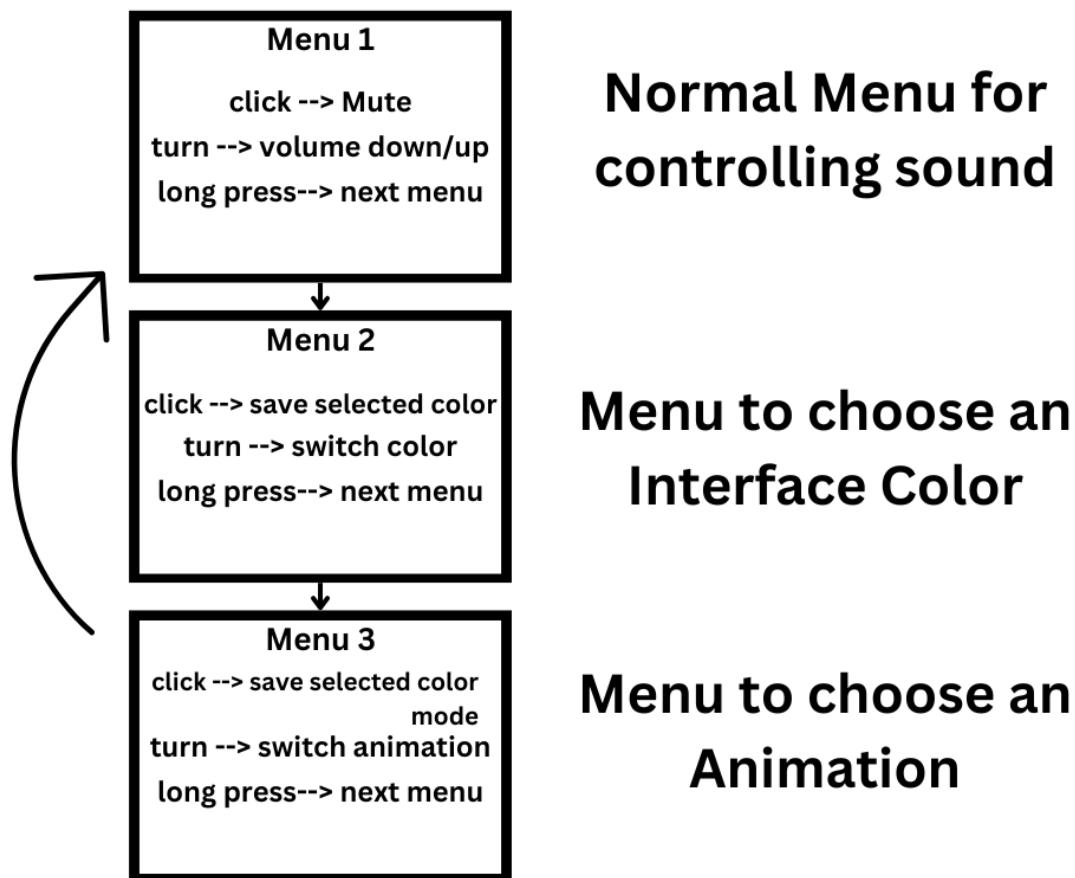 Menu 1
click --> Mute
turn --> volume down/up
long press--> next menu
Normal Menu for
controlling sound
Menu 2
click --> save selected color
turn --> switch color
long press--> next menu
Menu to choose an
Interface Color
Menu 3
click --> save selected color
mode
turn --> switch animation
long press--> next menu
Menu to choose an
Animation